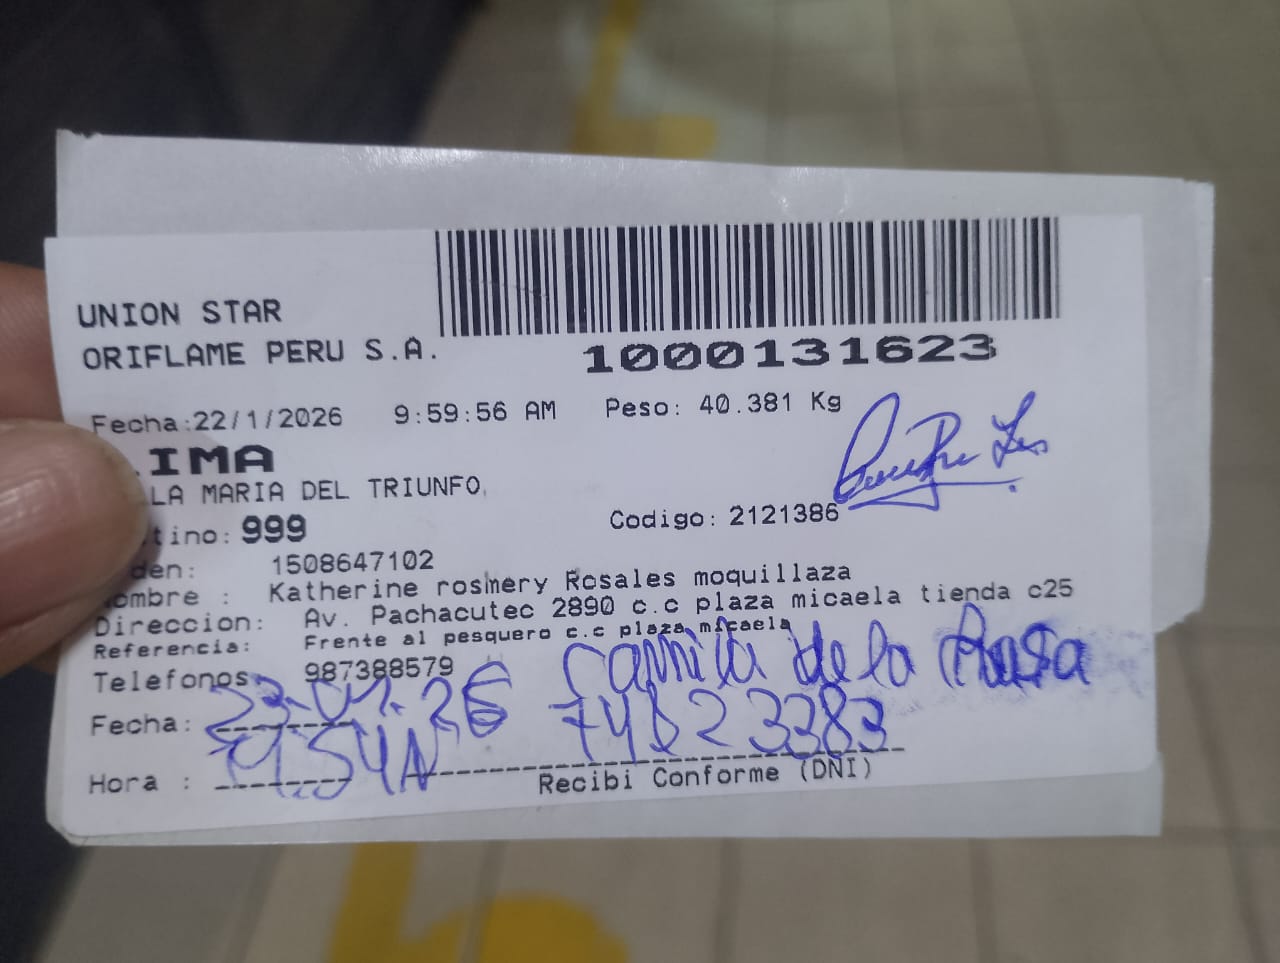 UNION STAR
ORIFLAME PERU S.A.
1000131623
Fecha:22/1/2026 9:59:56 AM Peso: 40.381 Kg
IMA
LA MARIA DEL TRIUNFO
tino: 999 Codigo: 2121386
den: 1508647102
ombre : Katherine rosmery Rosales moquillaza
Direccion: Av. Pachacutec 2890 c.c plaza micaela tienda c25
Referencia: Frente al pesquero c.c plaza micaela
Telefonos: 987388579 Camila de la
Fecha: 23-01-26 74823383
Hora :
Recibi Conforme (DNI)